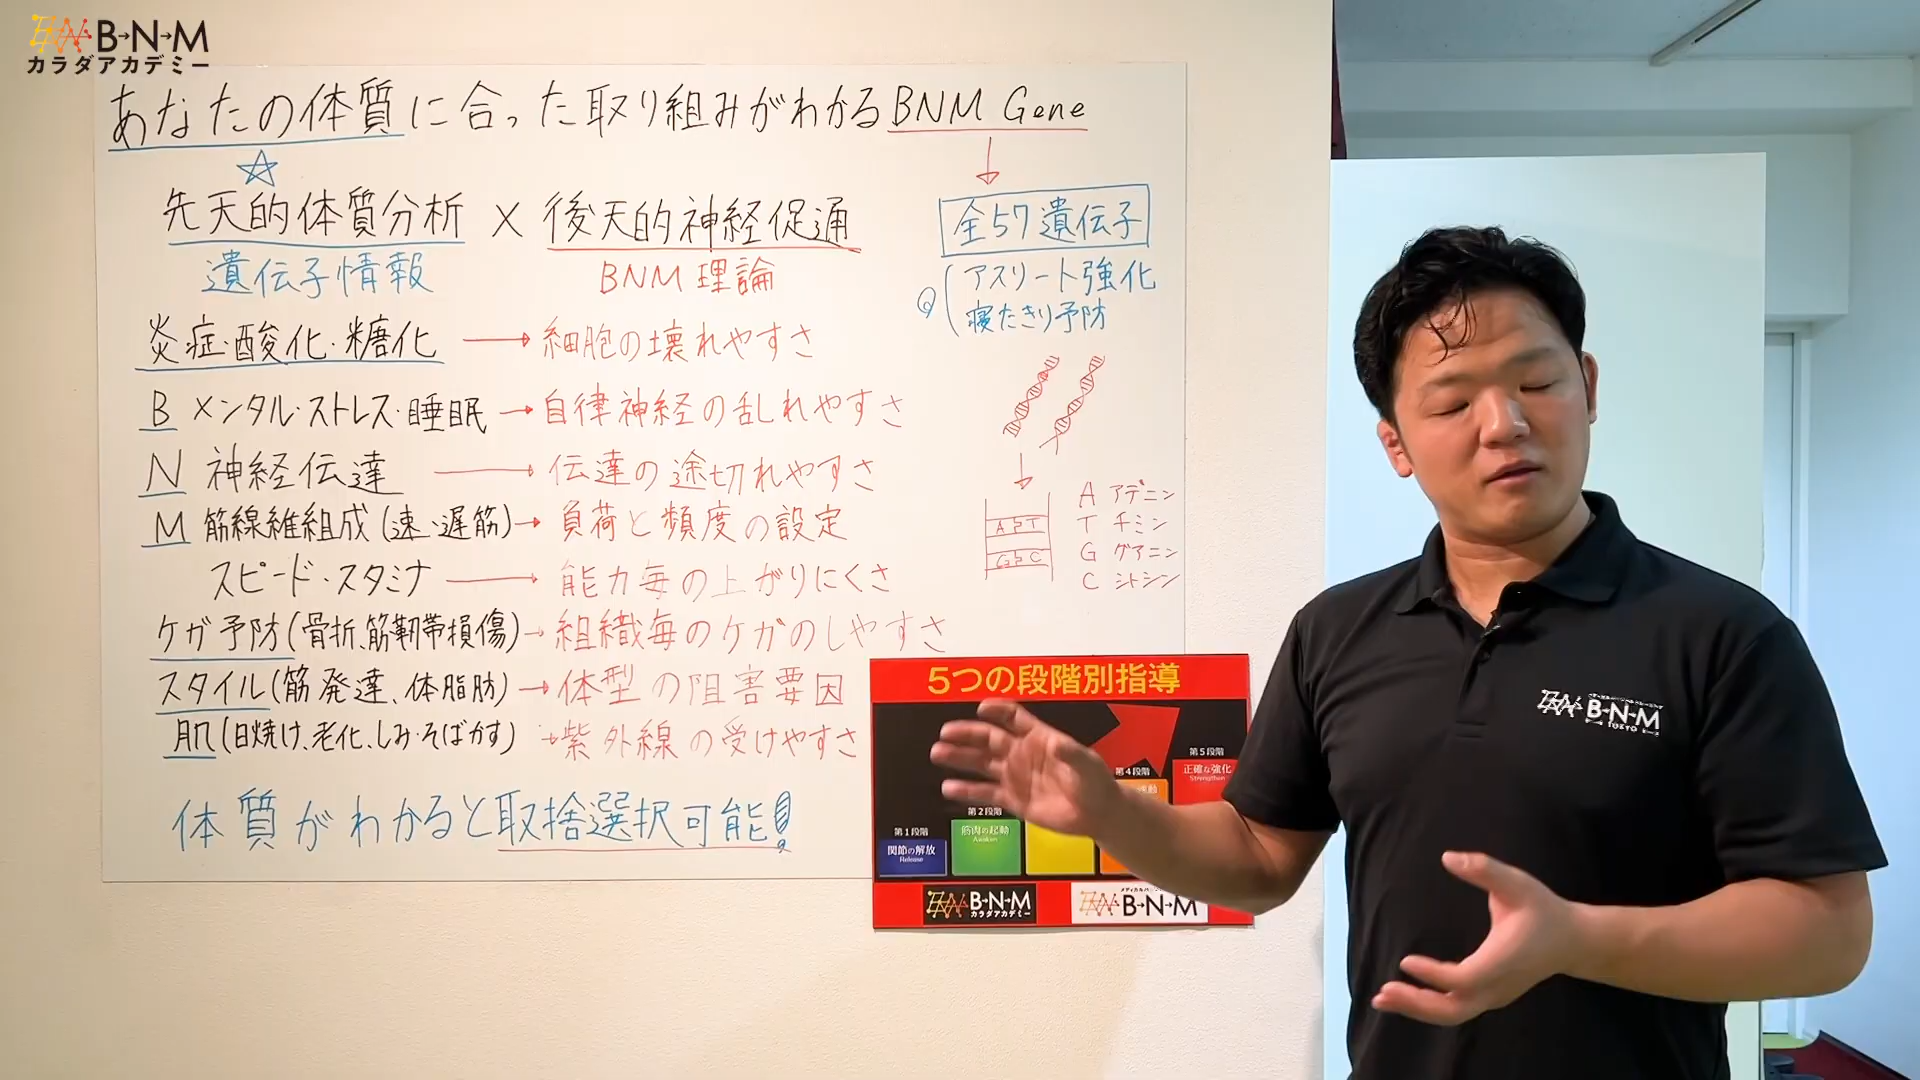 B→N→M
カラダアカデミー
あなたの体質に合った取り組みがわかるBNM Gene
先天的体質分析 × 後天的神経促通
遺伝子情報
BNM 理論
全57遺伝子
アスリート強化
寝たきり予防
炎症・酸化・糖化 → 細胞の壊れやすさ
B メンタル・ストレス・睡眠 → 自律神経の乱れやすさ
N 神経伝達 → 伝達の途切れやすさ
M 筋線維組成(速・遅筋) → 負荷と頻度の設定
スピード・スタミナ → 能力毎の上がりにくさ
ケガ予防(骨折、筋靭帯損傷) → 組織毎のケガのしやすさ
スタイル(筋発達、体脂肪) → 体型の阻害要因
肌(日焼け、老化、しみ・そばかす) → 紫外線の受けやすさ
体質がわかると取捨選択可能!
A T
G C
A アデニン
T チミン
G グアニン
C シトシン
5つの段階別指導
第1段階
関節の解放
Release
第2段階
筋肉の起動
Awaken
第4段階
第5段階
正確な強化
Strengthen
B→N→M
カラダアカデミー
B→N→M
B→N→M
TOKYO